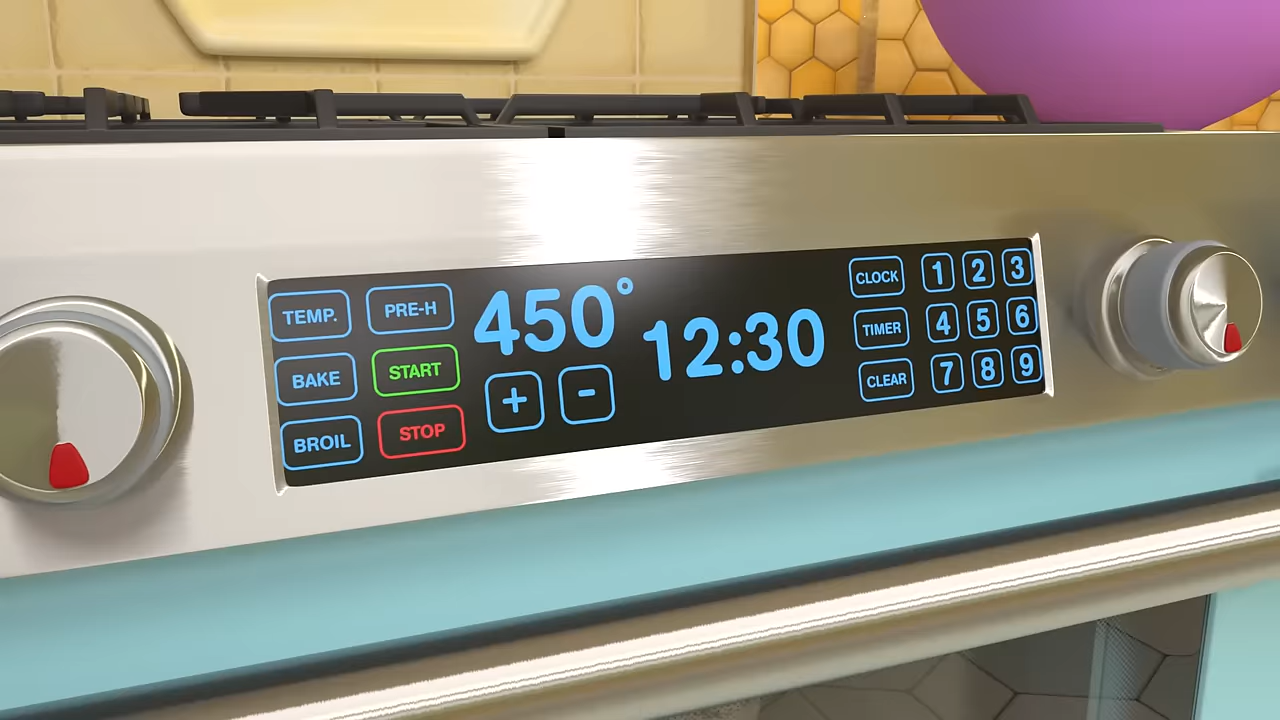 TEMP. PRE-H
BAKE START
BROIL STOP
450°
+ -
12:30
CLOCK 1 2 3
TIMER 4 5 6
CLEAR 7 8 9